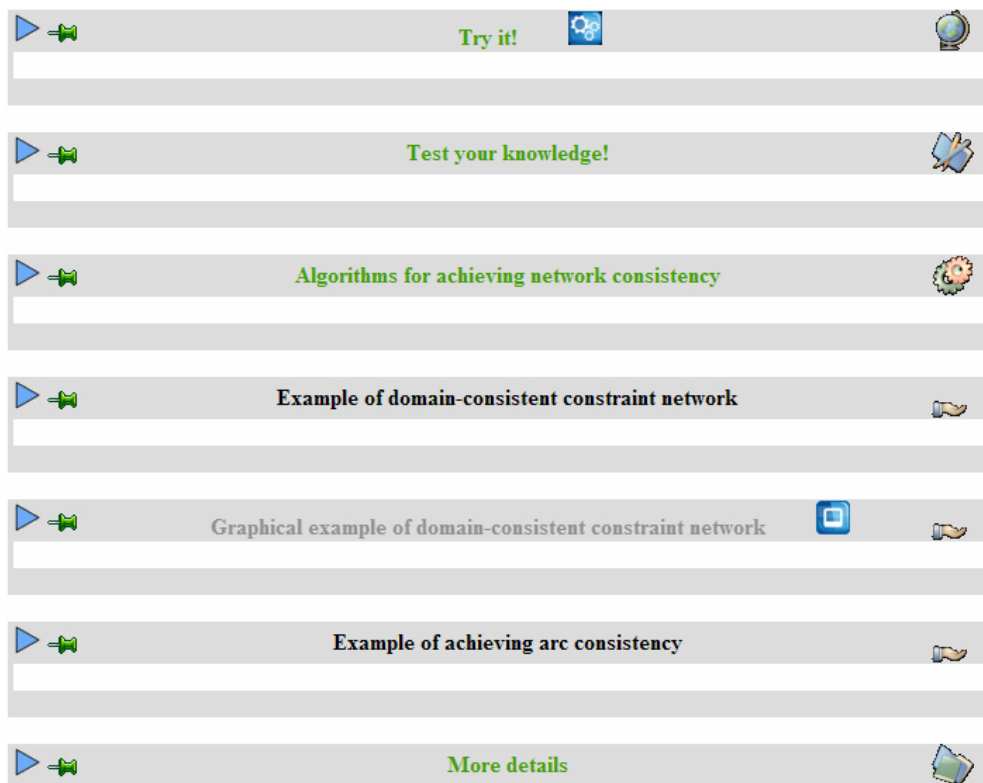 Try it!
Test your knowledge!
Algorithms for achieving network consistency
Example of domain-consistent constraint network
Graphical example of domain-consistent constraint network
Example of achieving arc consistency
More details